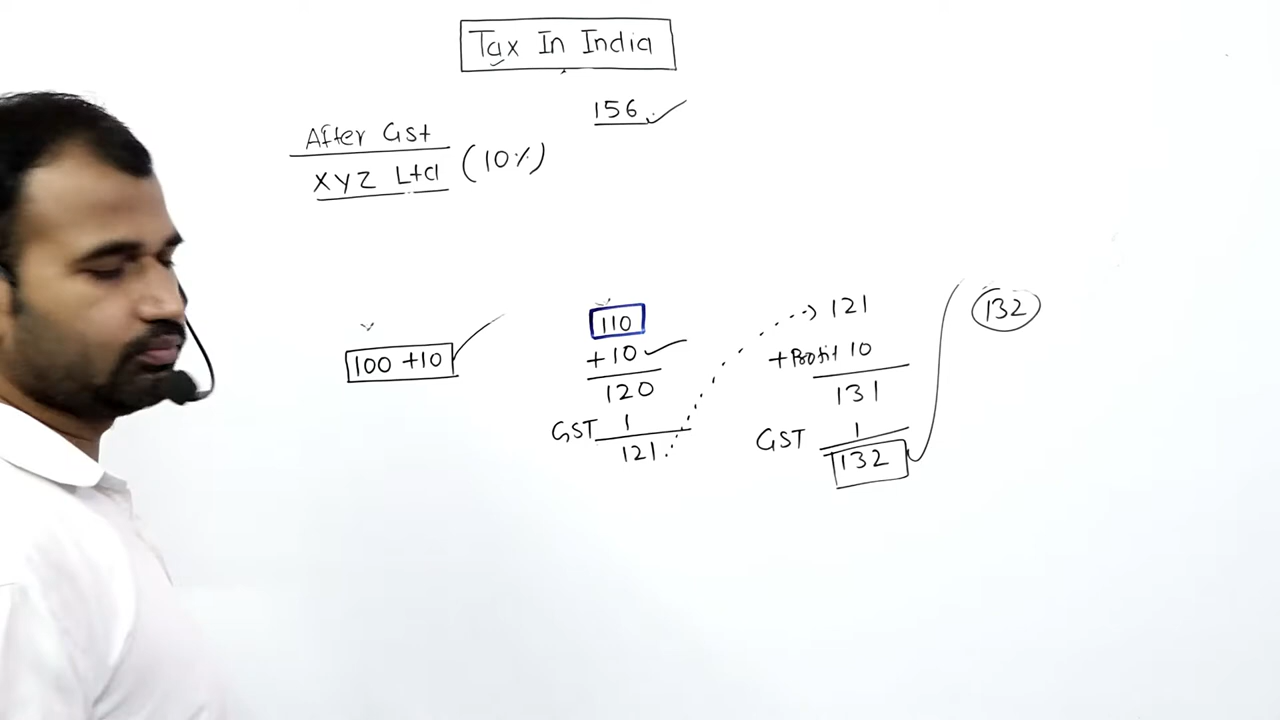 Tax In India
156
After Gst
XYZ Ltd (10%)
100 +10
110
+10
120
GST 1
121
121
+Profit 10
131
GST 1
132
132